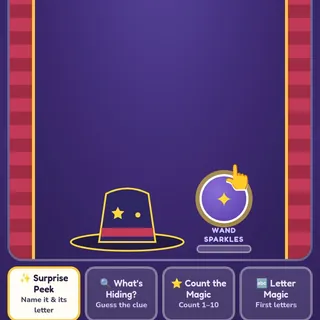 WAND
SPARKLES
✨ Surprise
Peek
Name it & its
letter
🔍 What's
Hiding?
Guess the clue
⭐ Count the
Magic
Count 1–10
🔤 Letter
Magic
First letters